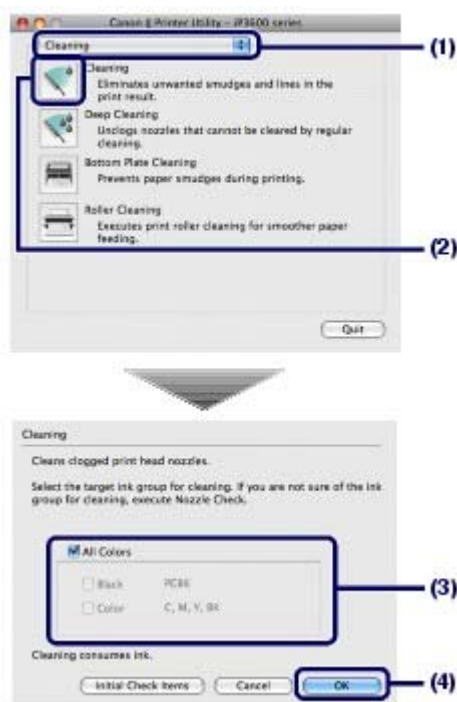 Canon IJ Printer Utility - iP3600 series
Cleaning
(1)
Cleaning
Eliminates unwanted smudges and lines in the
print result.
Deep Cleaning
Unclogs nozzles that cannot be cleared by regular
cleaning.
Bottom Plate Cleaning
Prevents paper smudges during printing.
Roller Cleaning
Executes print roller cleaning for smoother paper
feeding.
(2)
Quit
Cleaning
Cleans clogged print head nozzles.
Select the target ink group for cleaning. If you are not sure of the ink
group for cleaning, execute Nozzle Check.
All Colors
Black PGBK
Color C, M, Y, BK
(3)
Cleaning consumes ink.
Initial Check Items Cancel OK
(4)